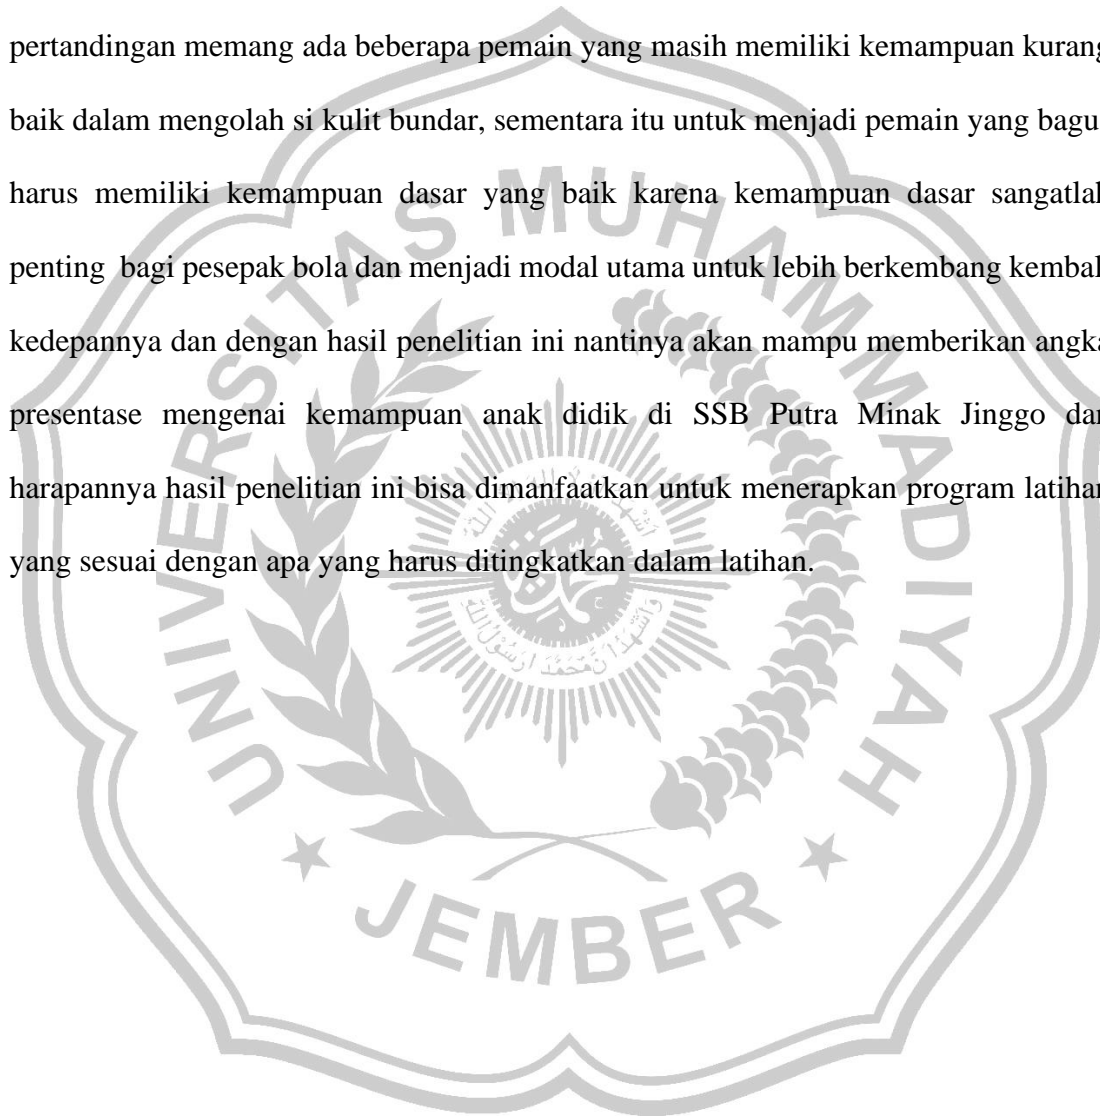 pertandingan memang ada beberapa pemain yang masih memiliki kemampuan kurang
baik dalam mengolah si kulit bundar, sementara itu untuk menjadi pemain yang bagu
harus memiliki kemampuan dasar yang baik karena kemampuan dasar sangatlah
penting bagi pesepak bola dan menjadi modal utama untuk lebih berkembang kembali
kedepannya dan dengan hasil penelitian ini nantinya akan mampu memberikan angka
presentase mengenai kemampuan anak didik di SSB Putra Minak Jinggo dan
harapannya hasil penelitian ini bisa dimanfaatkan untuk menerapkan program latihan
yang sesuai dengan apa yang harus ditingkatkan dalam latihan.
UNIVERSITAS MUHAMMADIYAH
JEMBER